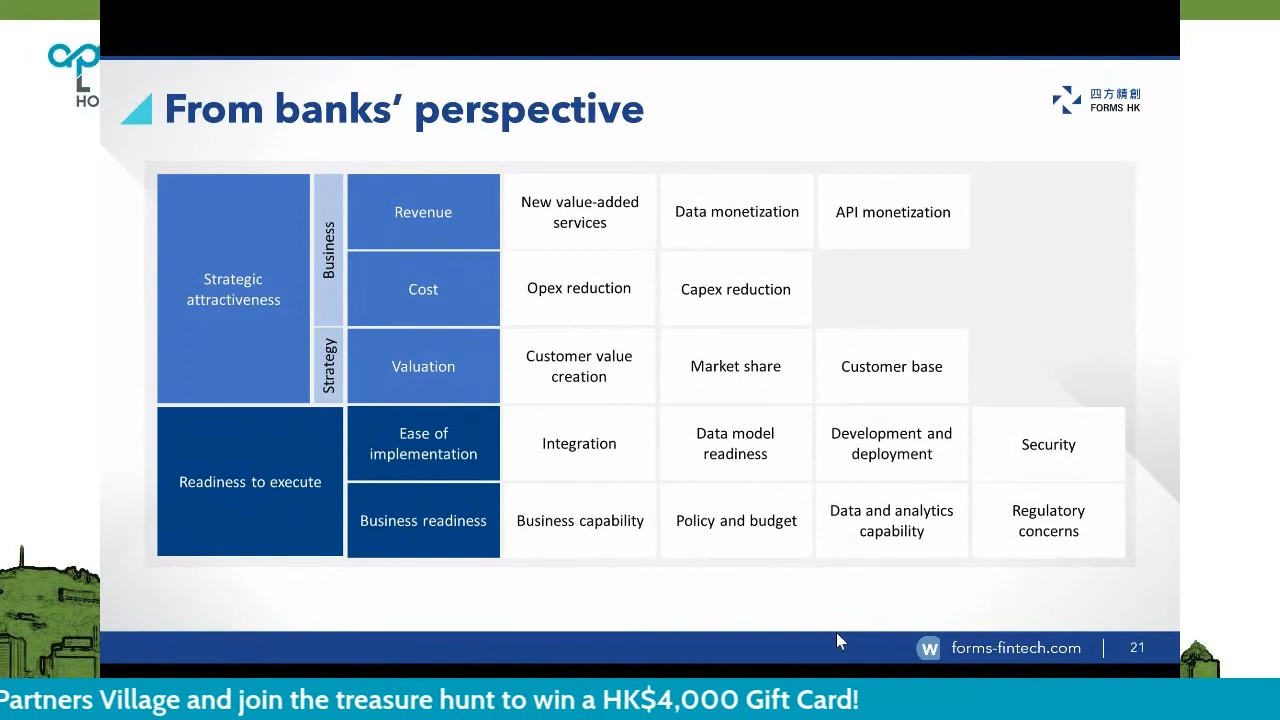 ap
L
HO
From banks’ perspective
四方精創
FORMS HK
Strategic
attractiveness
Business
Revenue
New value-added
services
Data monetization
API monetization
Cost
Opex reduction
Capex reduction
Strategy
Valuation
Customer value
creation
Market share
Customer base
Readiness to execute
Ease of
implementation
Integration
Data model
readiness
Development and
deployment
Security
Business readiness
Business capability
Policy and budget
Data and analytics
capability
Regulatory
concerns
W
forms-fintech.com
21
Partners Village and join the treasure hunt to win a HK$4,000 Gift Card!